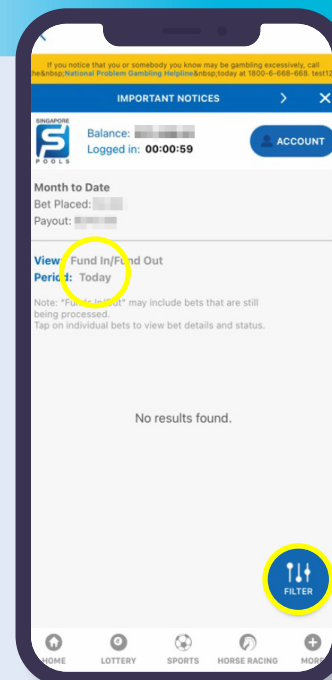 If you notice that you or somebody you know may be gambling excessively, call
he&nbsp;National Problem Gambling Helpline&nbsp;today at 1800-6-668-668. test12
IMPORTANT NOTICES
SINGAPORE
POOLS
Balance:
Logged in: 00:00:59
ACCOUNT
Month to Date
Bet Placed:
Payout:
View: Fund In/Fund Out
Period: Today
Note: "Funds In/Out" may include bets that are still
being processed.
Tap on individual bets to view bet details and status.
No results found.
FILTER
HOME
LOTTERY
SPORTS
HORSE RACING
MORE